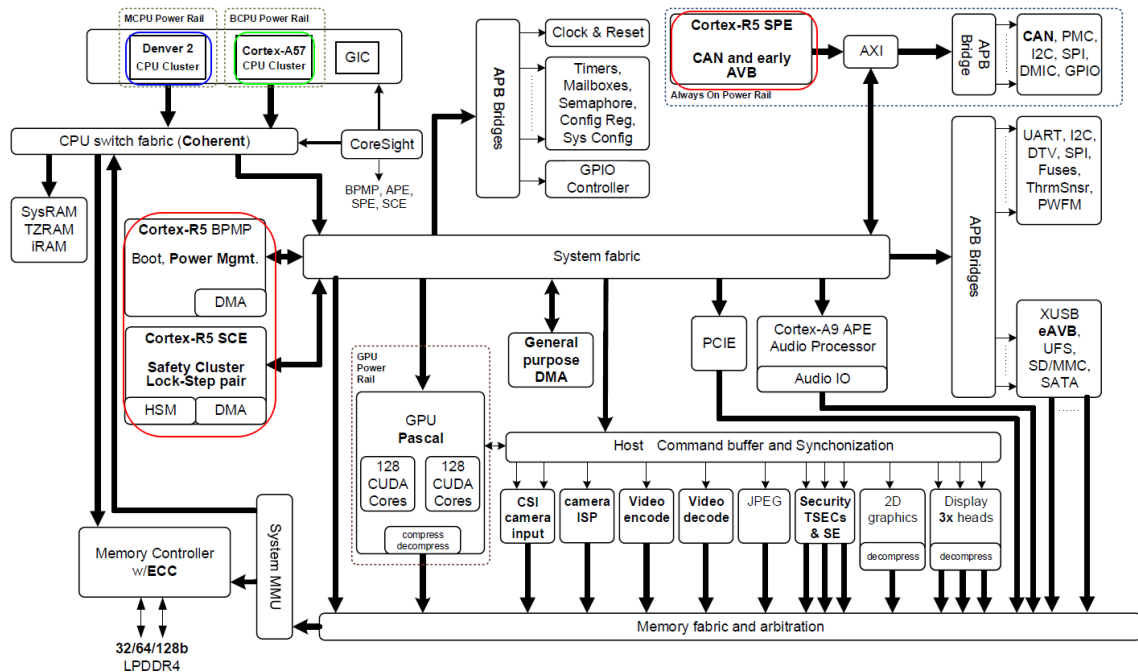 MCPU Power Rail
BCPU Power Rail
Denver 2
CPU Cluster
Cortex-A57
CPU Cluster
GIC
CPU switch fabric (Coherent)
CoreSight
BPMP, APE,
SPE, SCE
SysRAM
TZRAM
iRAM
APB Bridges
Clock & Reset
Timers,
Mailboxes,
Semaphore,
Config Reg,
Sys Config
GPIO
Controller
Cortex-R5 SPE
CAN and early
AVB
AXI
APB
Bridge
CAN, PMC,
I2C, SPI,
DMIC, GPIO
Always On Power Rail
APB Bridges
UART, I2C,
DTV, SPI,
Fuses,
ThrmSnsr,
PWFM
XUSB
eAVB,
UFS,
SD/MMC,
SATA
Cortex-R5 BPMP
Boot, Power Mgmt.
DMA
Cortex-R5 SCE
Safety Cluster
Lock-Step pair
HSM
DMA
System fabric
GPU
Power
Rail
GPU
Pascal
128
CUDA
Cores
128
CUDA
Cores
compress
decompress
General
purpose
DMA
PCIE
Cortex-A9 APE
Audio Processor
Audio IO
Host Command buffer and Synchonization
CSI
camera
input
camera
ISP
Video
encode
Video
decode
JPEG
Security
TSECs
& SE
2D
graphics
decompress
Display
3x heads
decompress
Memory Controller
w/ECC
System MMU
32/64/128b
LPDDR4
Memory fabric and arbitration